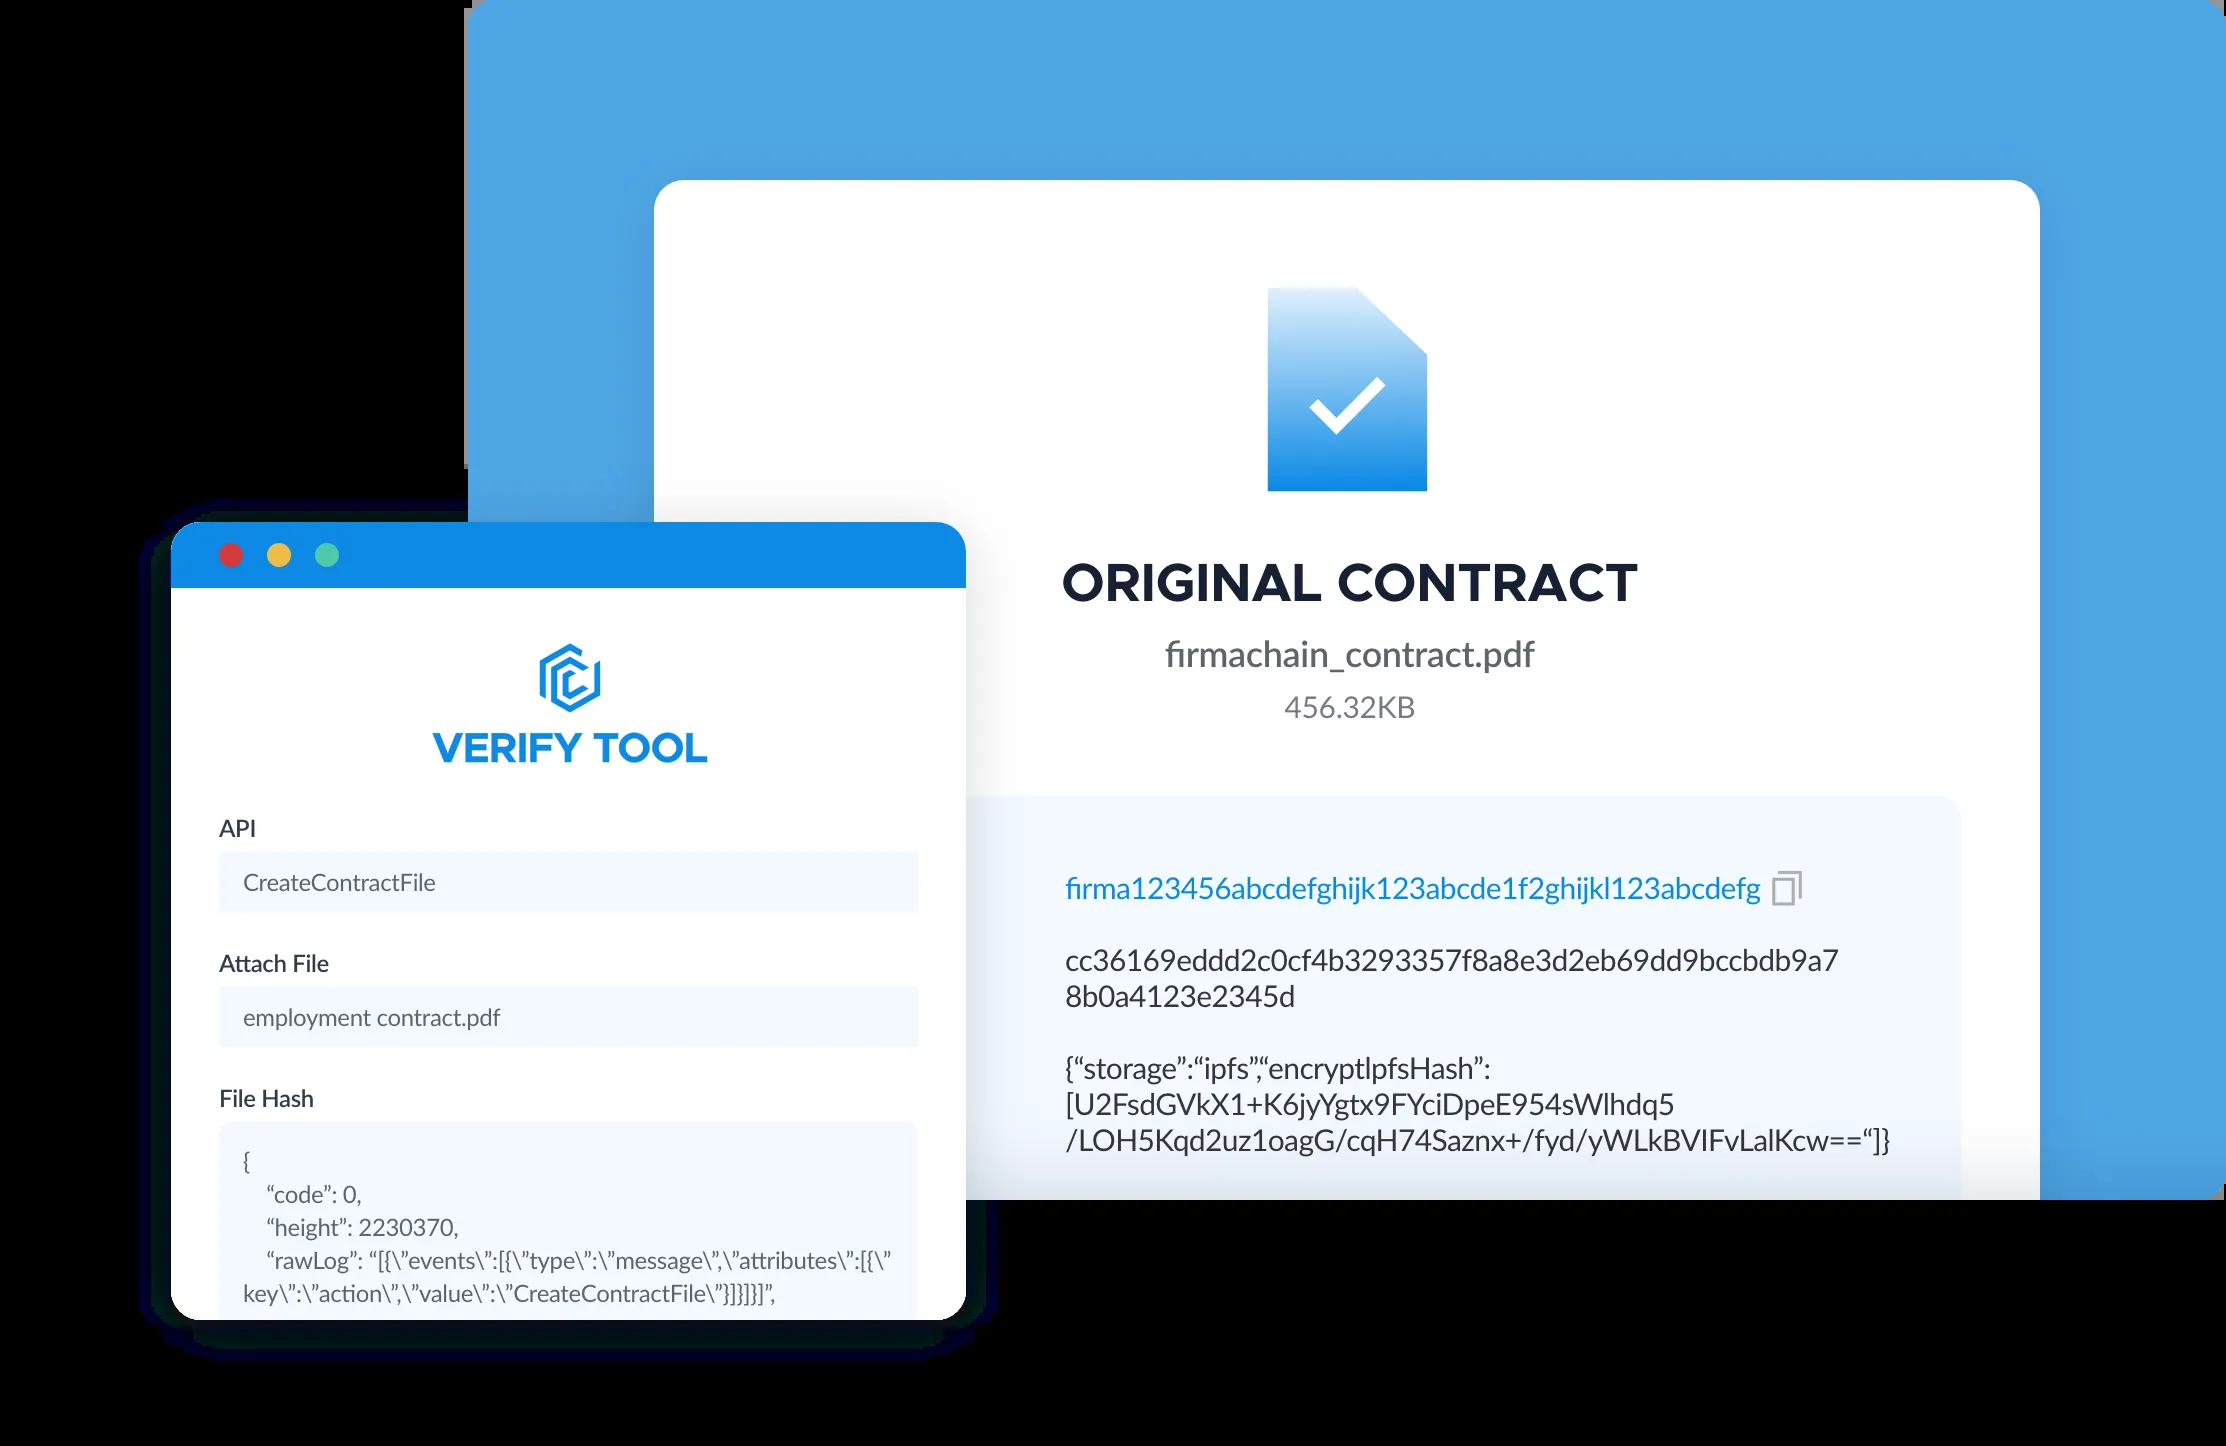 ORIGINAL CONTRACT
firmachain_contract.pdf
456.32KB
firma123456abcdefghijk123abcde1f2ghijkl123abcdefg
cc36169eddd2c0cf4b3293357f8a8e3d2eb69dd9bccbdb9a7
8b0a4123e2345d
{“storage”:“ipfs”,“encryptIpfsHash”:
[U2FsdGVkX1+K6jyYgtx9FYciDpeE954sWlhdq5
/LOH5Kqd2uz1oagG/cqH74Saznx+/fyd/yWLkBVIFvLalKcw==“]}
VERIFY TOOL
API
CreateContractFile
Attach File
employment contract.pdf
File Hash
{
“code”: 0,
“height”: 2230370,
“rawLog”: “[{\”events\”:[{\”type\”:\”message\”,\”attributes\”:[{\”
key\”:\”action\”,\”value\”:\”CreateContractFile\”}]}]}]”,